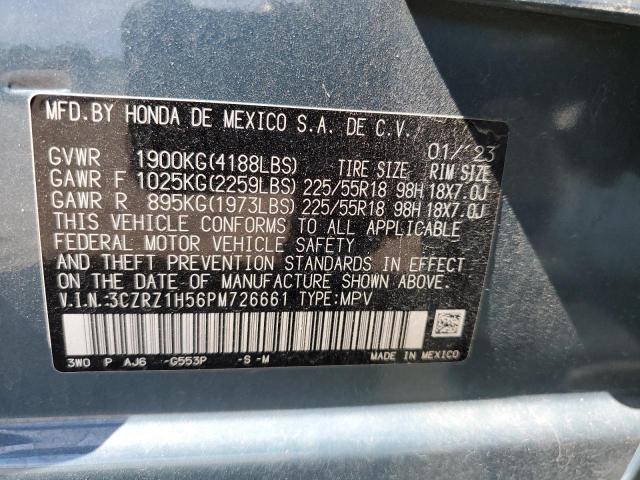 MFD.BY HONDA DE MEXICO S.A. DE C.V. 01/'23
GVWR 1900KG(4188LBS) TIRE SIZE RIM SIZE
GAWR F 1025KG(2259LBS) 225/55R18 98H 18X7.0J
GAWR R 895KG(1973LBS) 225/55R18 98H 18X7.0J
THIS VEHICLE CONFORMS TO ALL APPLICABLE
FEDERAL MOTOR VEHICLE SAFETY
AND THEFT PREVENTION STANDARDS IN EFFECT
ON THE DATE OF MANUFACTURE SHOWN ABOVE.
V.I.N.:3CZRZ1H56PM726661 TYPE:MPV
3W0 P AJ6 -G553P -S -M MADE IN MEXICO